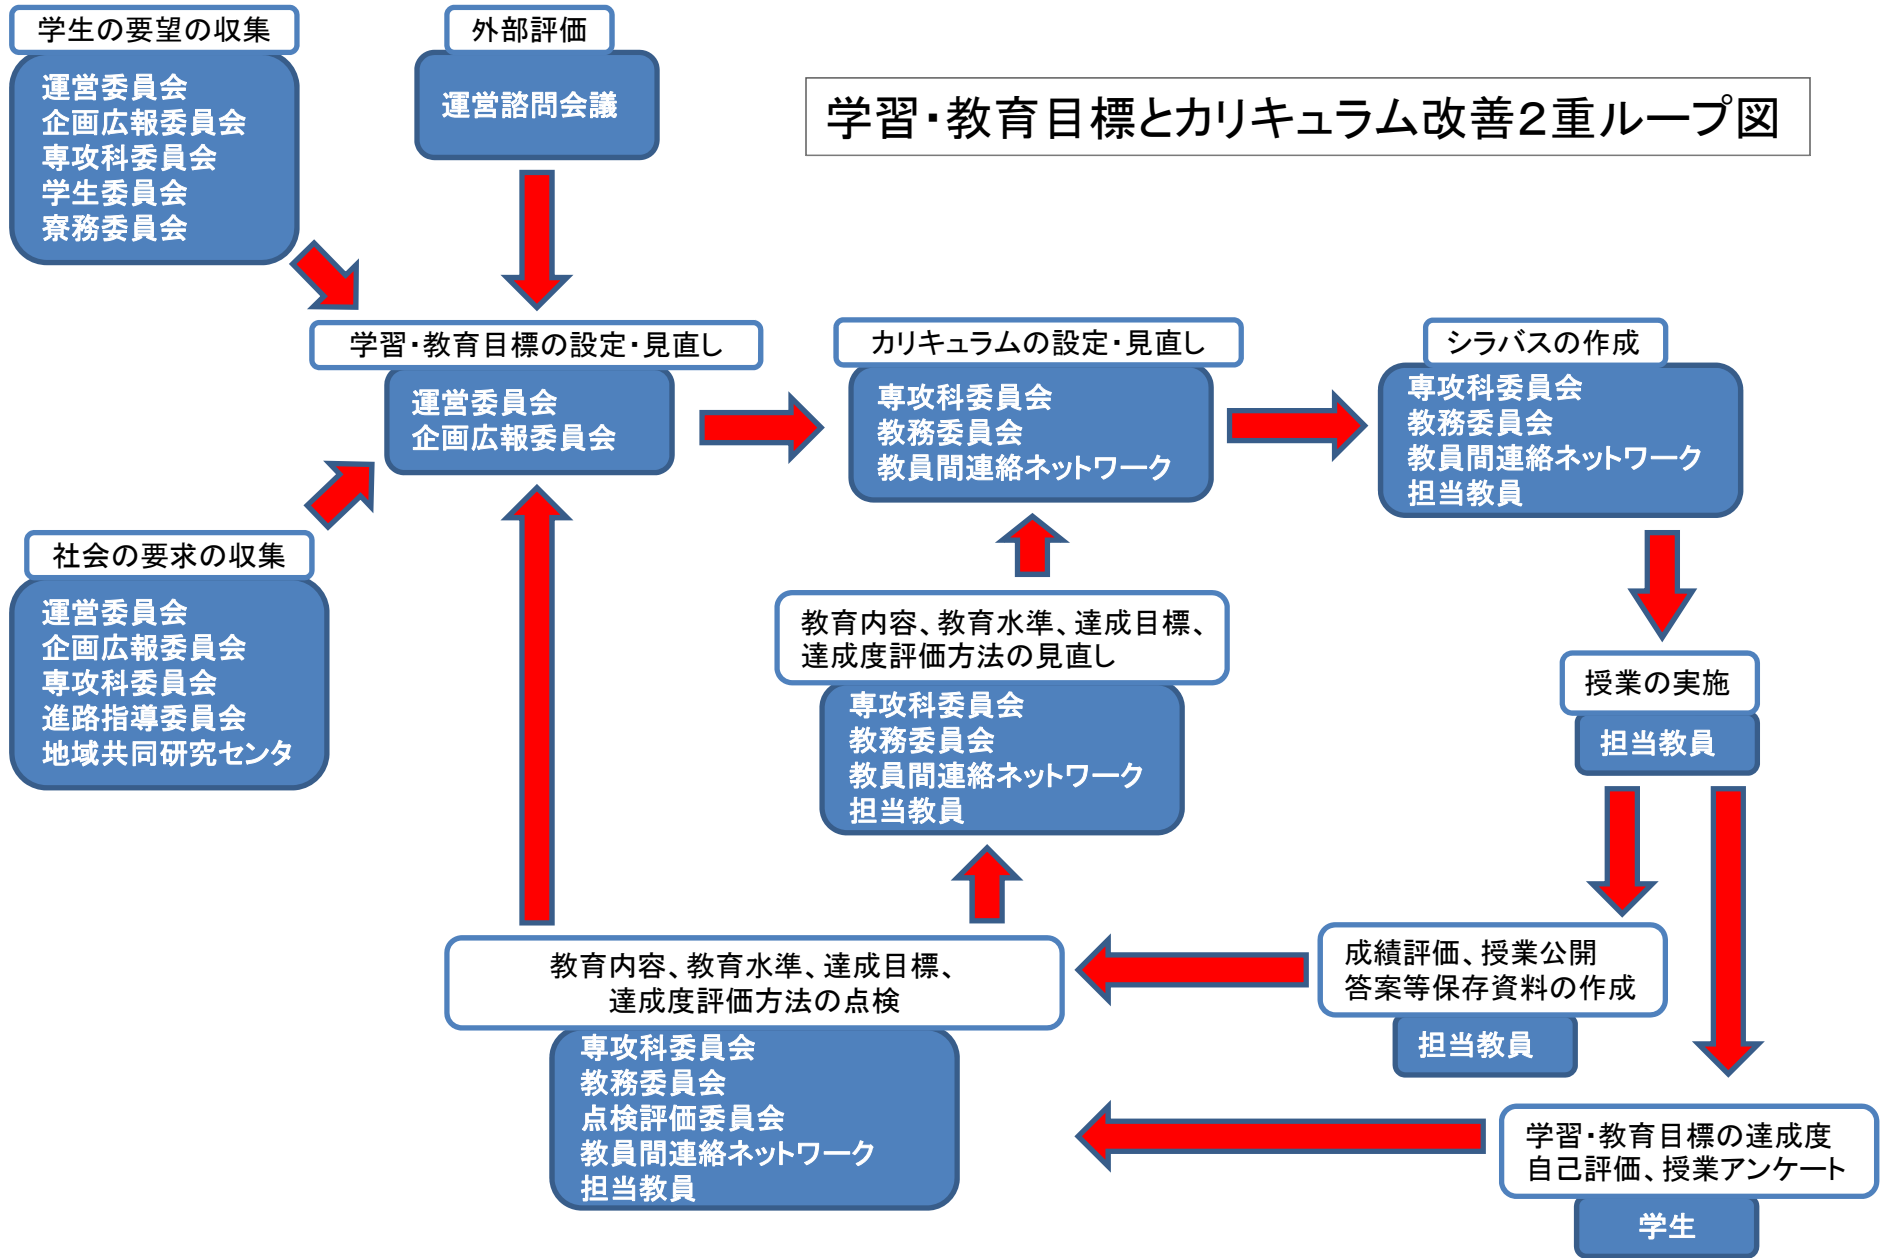 学生の要望の収集
運営委員会
企画広報委員会
専攻科委員会
学生委員会
寮務委員会
外部評価
運営諮問会議
学習・教育目標とカリキュラム改善2重ループ図
学習・教育目標の設定・見直し
運営委員会
企画広報委員会
カリキュラムの設定・見直し
専攻科委員会
教務委員会
教員間連絡ネットワーク
シラバスの作成
専攻科委員会
教務委員会
教員間連絡ネットワーク
担当教員
社会の要求の収集
運営委員会
企画広報委員会
専攻科委員会
進路指導委員会
地域共同研究センタ
教育内容、教育水準、達成目標、
達成度評価方法の見直し
専攻科委員会
教務委員会
教員間連絡ネットワーク
担当教員
授業の実施
担当教員
教育内容、教育水準、達成目標、
達成度評価方法の点検
専攻科委員会
教務委員会
点検評価委員会
教員間連絡ネットワーク
担当教員
成績評価、授業公開
答案等保存資料の作成
担当教員
学習・教育目標の達成度
自己評価、授業アンケート
学生